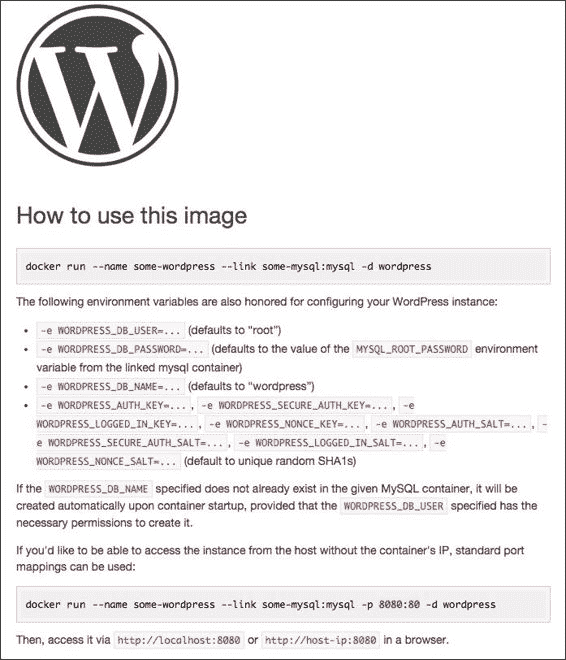 W
How to use this image
docker run --name some-wordpress --link some-mysql:mysql -d wordpress
The following environment variables are also honored for configuring your WordPress instance:
• -e WORDPRESS_DB_USER=... (defaults to "root")
• -e WORDPRESS_DB_PASSWORD=... (defaults to the value of the MYSQL_ROOT_PASSWORD environment
variable from the linked mysql container)
• -e WORDPRESS_DB_NAME=... (defaults to "wordpress")
• -e WORDPRESS_AUTH_KEY=..., -e WORDPRESS_SECURE_AUTH_KEY=..., -e
WORDPRESS_LOGGED_IN_KEY=..., -e WORDPRESS_NONCE_KEY=..., -e WORDPRESS_AUTH_SALT=..., -
e WORDPRESS_SECURE_AUTH_SALT=..., -e WORDPRESS_LOGGED_IN_SALT=..., -e
WORDPRESS_NONCE_SALT=... (default to unique random SHA1s)
If the WORDPRESS_DB_NAME specified does not already exist in the given MySQL container, it will be
created automatically upon container startup, provided that the WORDPRESS_DB_USER specified has the
necessary permissions to create it.
If you'd like to be able to access the instance from the host without the container's IP, standard port
mappings can be used:
docker run --name some-wordpress --link some-mysql:mysql -p 8080:80 -d wordpress
Then, access it via http://localhost:8080 or http://host-ip:8080 in a browser.